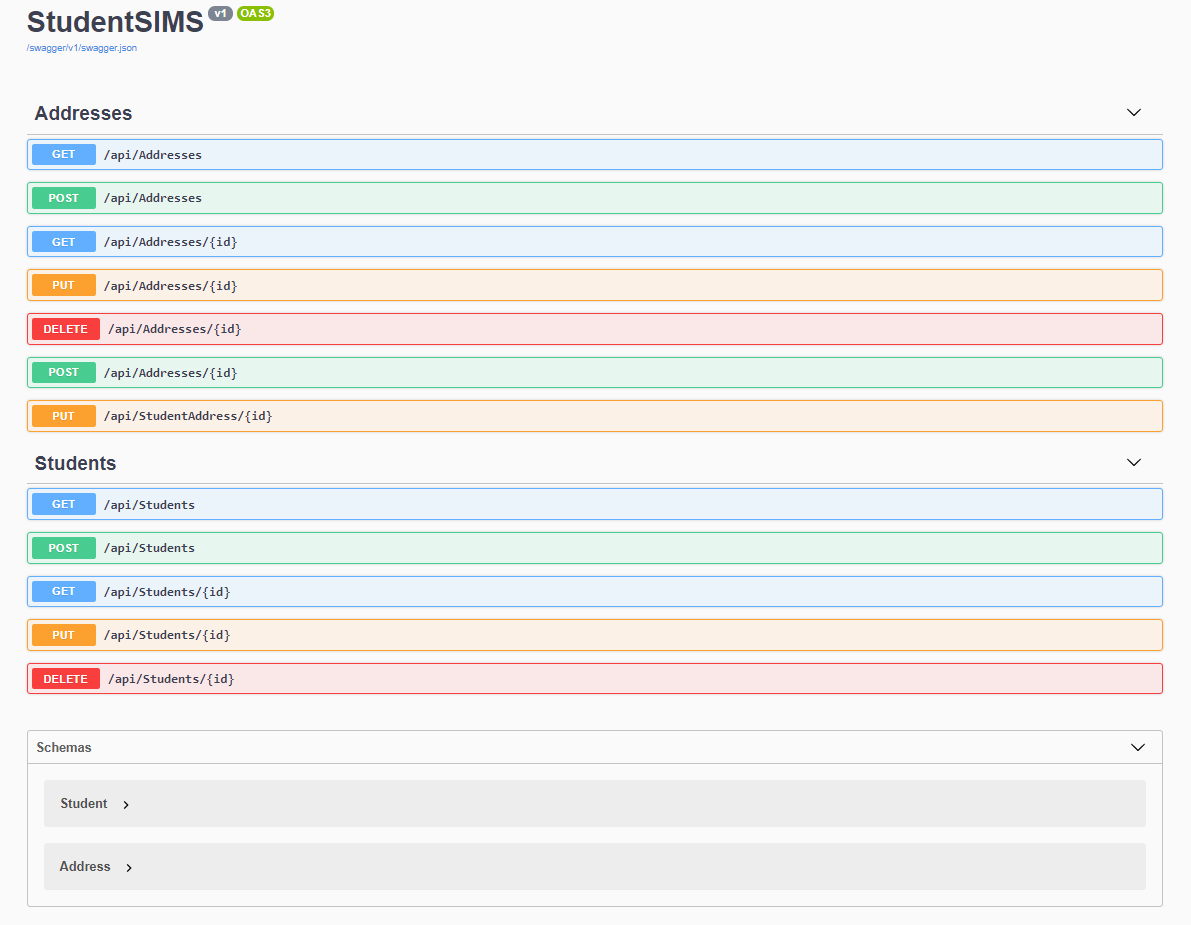 StudentSIMS v1 OAS3
/swagger/v1/swagger.json
Addresses
GET /api/Addresses
POST /api/Addresses
GET /api/Addresses/{id}
PUT /api/Addresses/{id}
DELETE /api/Addresses/{id}
POST /api/Addresses/{id}
PUT /api/StudentAddress/{id}
Students
GET /api/Students
POST /api/Students
GET /api/Students/{id}
PUT /api/Students/{id}
DELETE /api/Students/{id}
Schemas
Student
Address